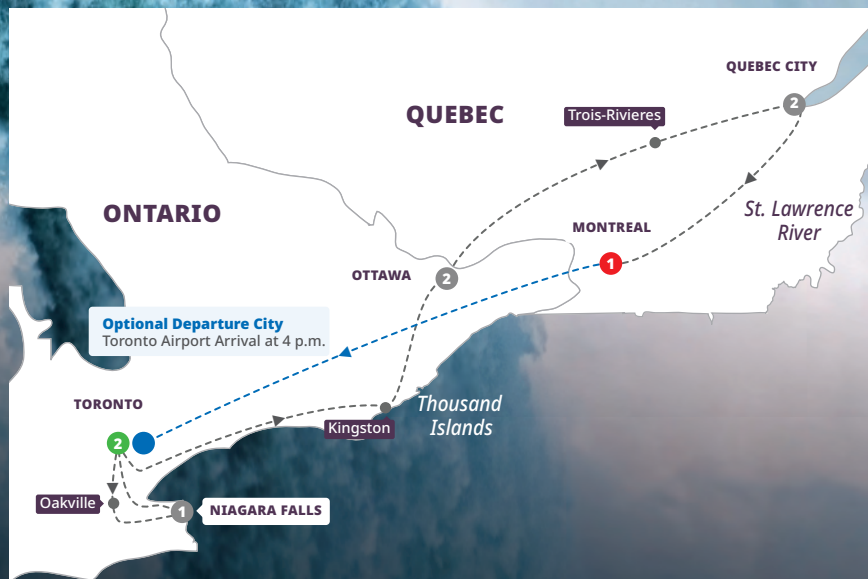 QUEBEC CITY
2
QUEBEC
Trois-Rivieres
ONTARIO
St. Lawrence
River
MONTREAL
1
OTTAWA
2
Optional Departure City
Toronto Airport Arrival at 4 p.m.
TORONTO
2
Thousand
Islands
Kingston
Oakville
1
NIAGARA FALLS